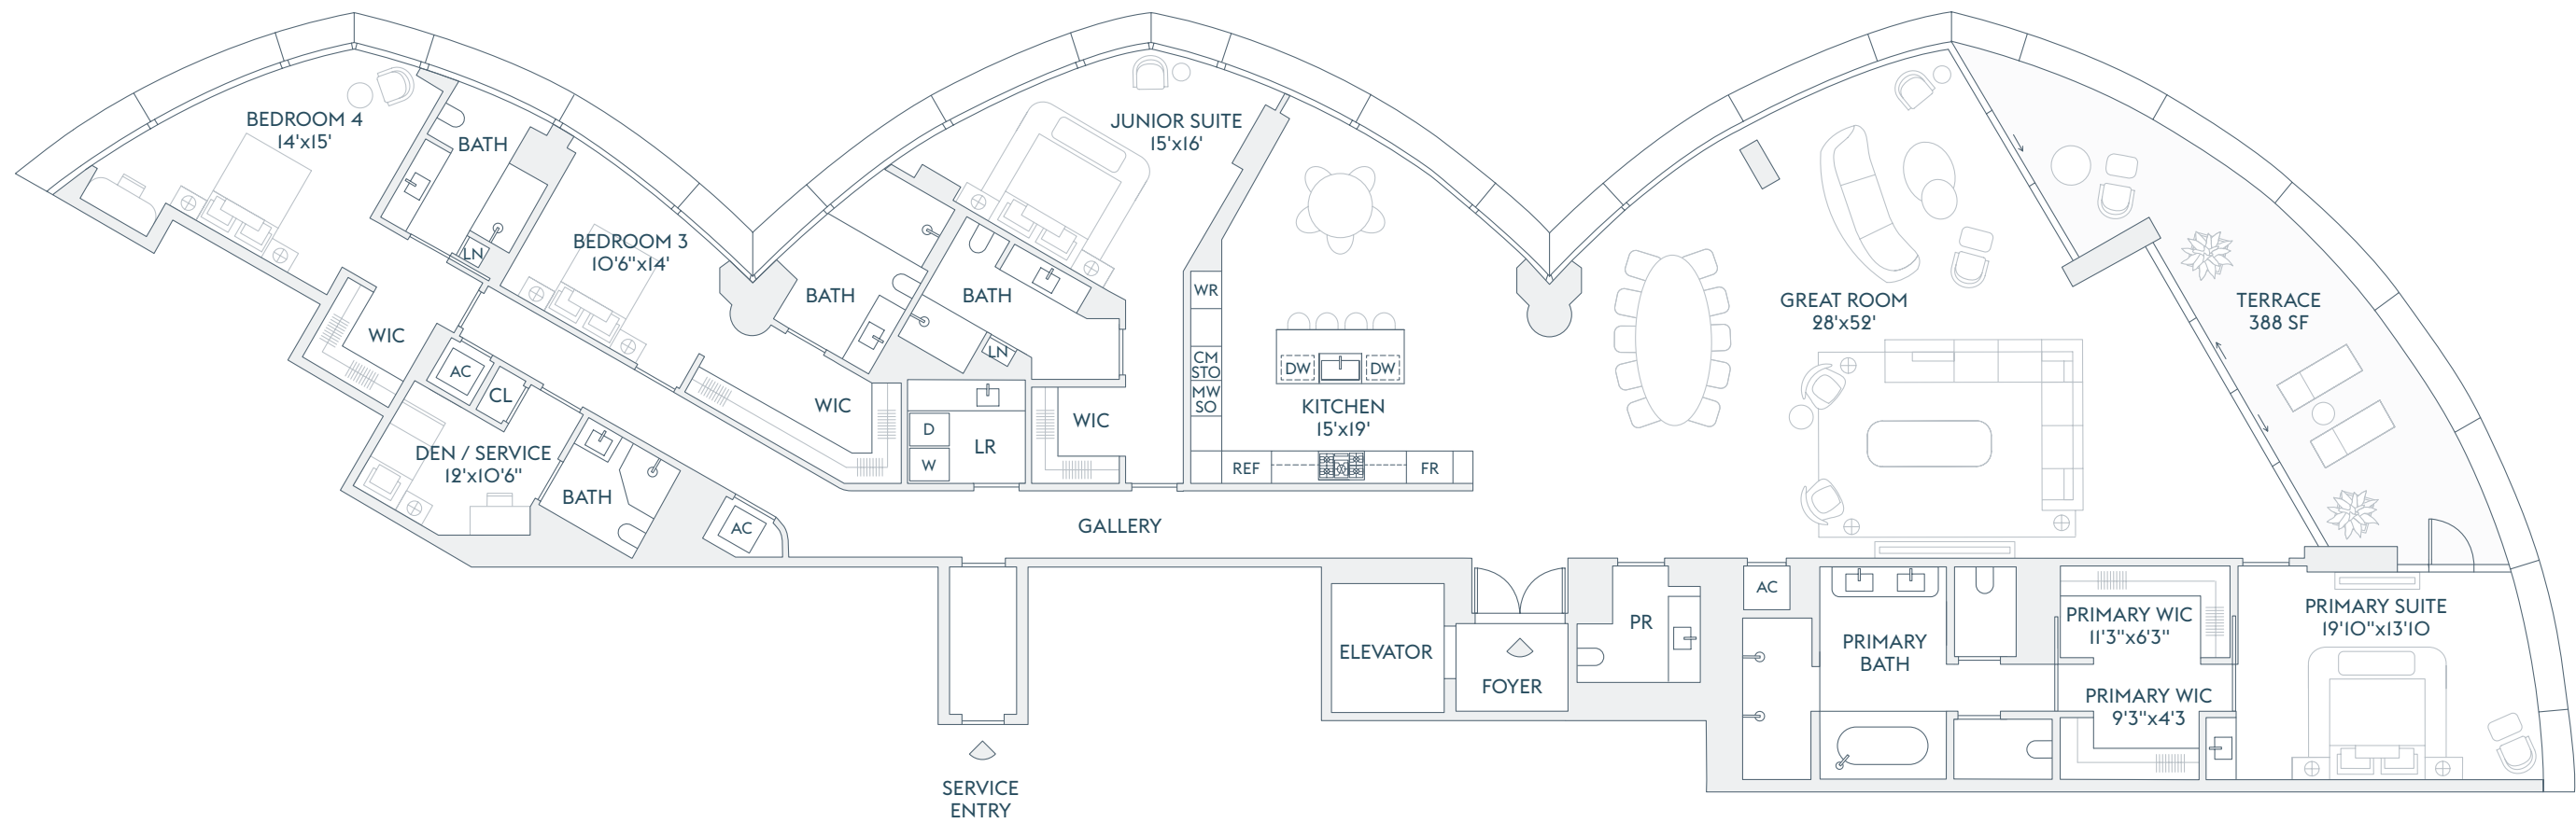 BEDROOM 4
14'x15'
BATH
LN
BEDROOM 3
10'6"x14'
WIC
AC
CL
DEN / SERVICE
12'x10'6"
BATH
AC
BATH
WIC
JUNIOR SUITE
15'x16'
BATH
LN
D
W
LR
WIC
WR
CM
STO
MW
SO
DW
DW
KITCHEN
15'x19'
REF
FR
GALLERY
GREAT ROOM
28'x52'
TERRACE
388 SF
SERVICE
ENTRY
ELEVATOR
FOYER
PR
AC
PRIMARY
BATH
PRIMARY WIC
11'3"x6'3"
PRIMARY WIC
9'3"x4'3
PRIMARY SUITE
19'10"x13'10